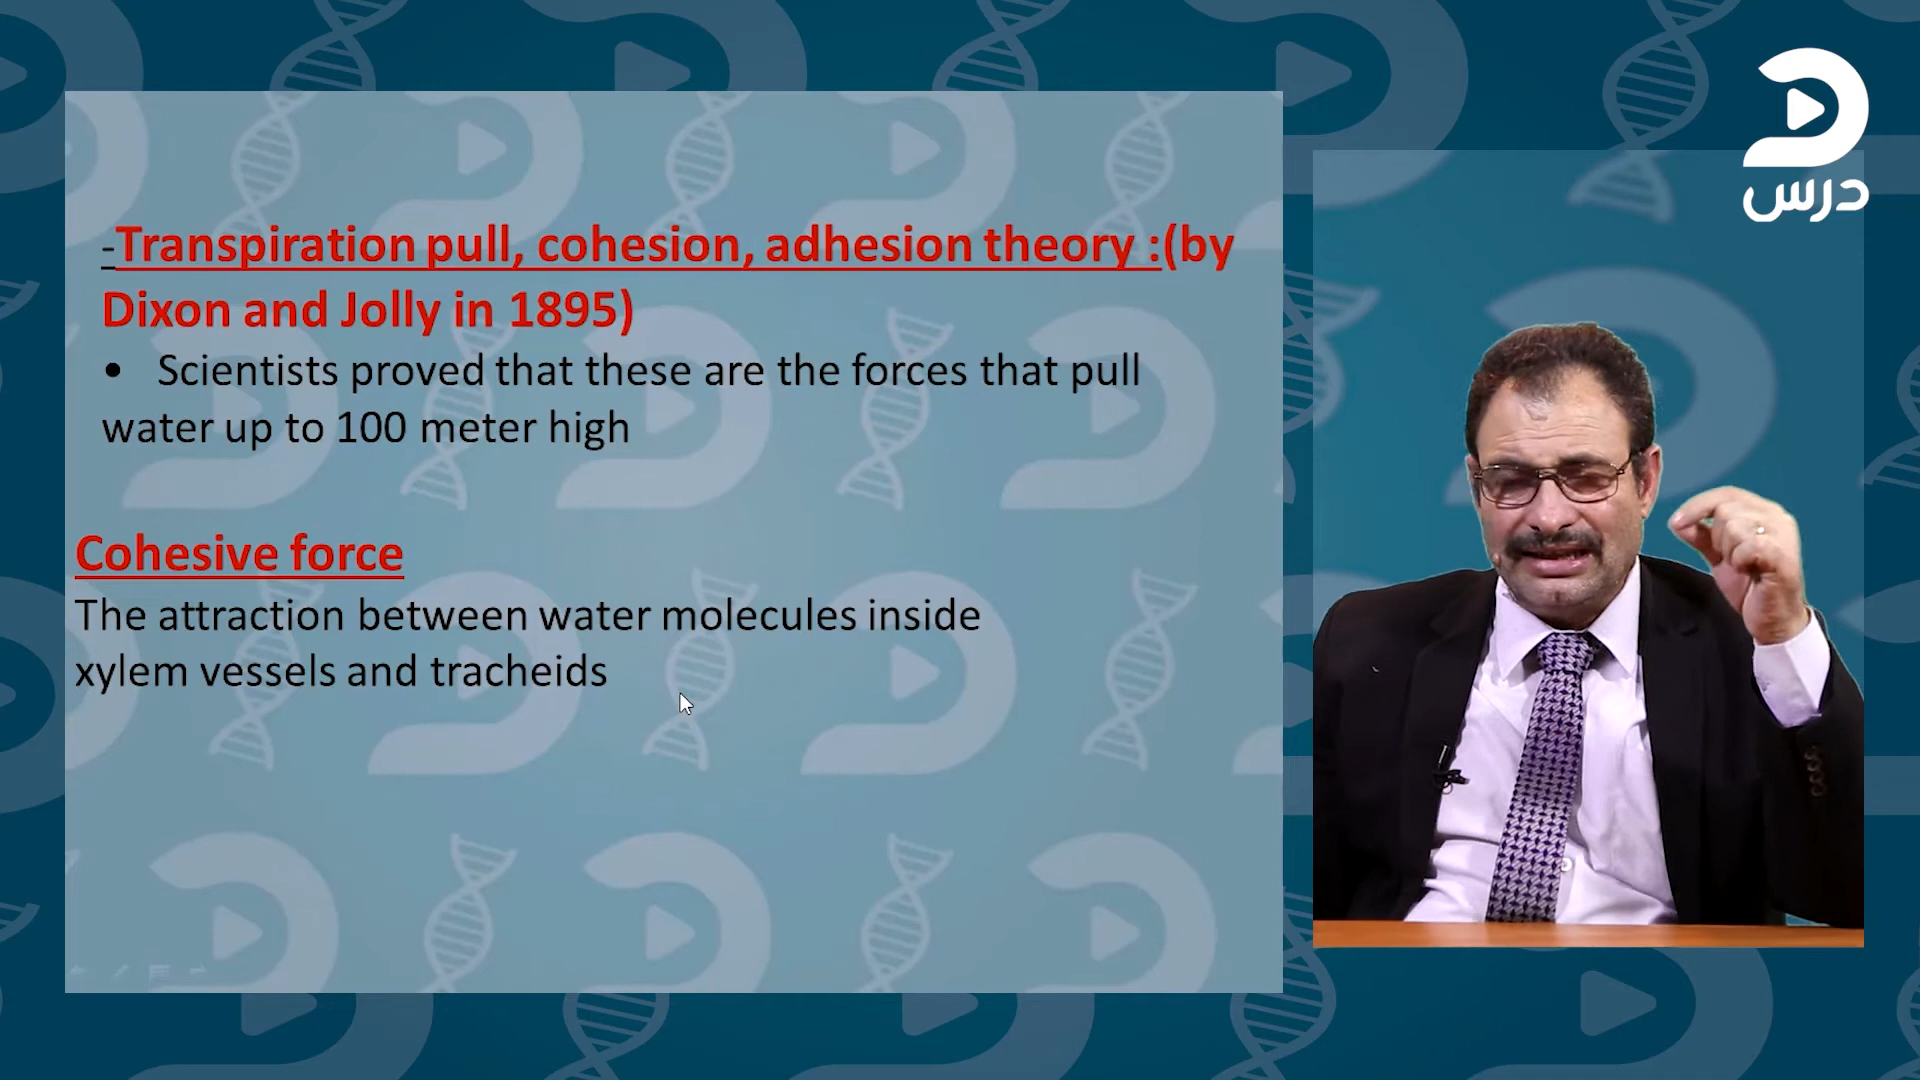 -Transpiration pull, cohesion, adhesion theory :(by
Dixon and Jolly in 1895)
• Scientists proved that these are the forces that pull
water up to 100 meter high
Cohesive force
The attraction between water molecules inside
xylem vessels and tracheids
درس